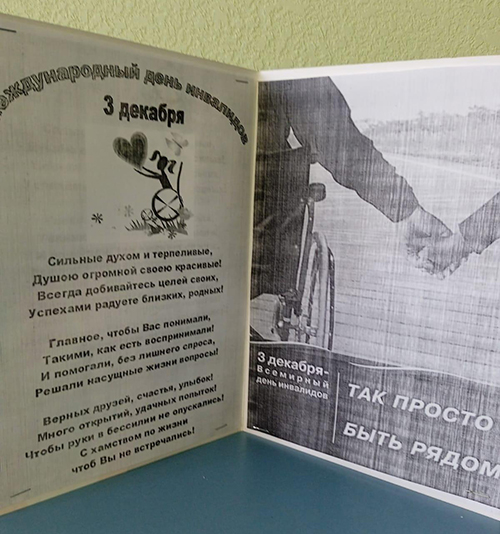 Международный день инвалидов
3 декабря
Сильные духом и терпеливые,
Душою огромной своею красивые!
Всегда добивайтесь целей своих,
Успехами радуете близких, родных!
Главное, чтобы Вас понимали,
Такими, как есть воспринимали!
И помогали, без лишнего спроса,
Решали насущные жизни вопросы!
Верных друзей, счастья, улыбок!
Много открытий, удачных попыток!
Чтобы руки в бессилии не опускались!
С хамством по жизни
чтоб Вы не встречались!
3 декабря-
Всемирный
день инвалидов
ТАК ПРОСТО
БЫТЬ РЯДОМ